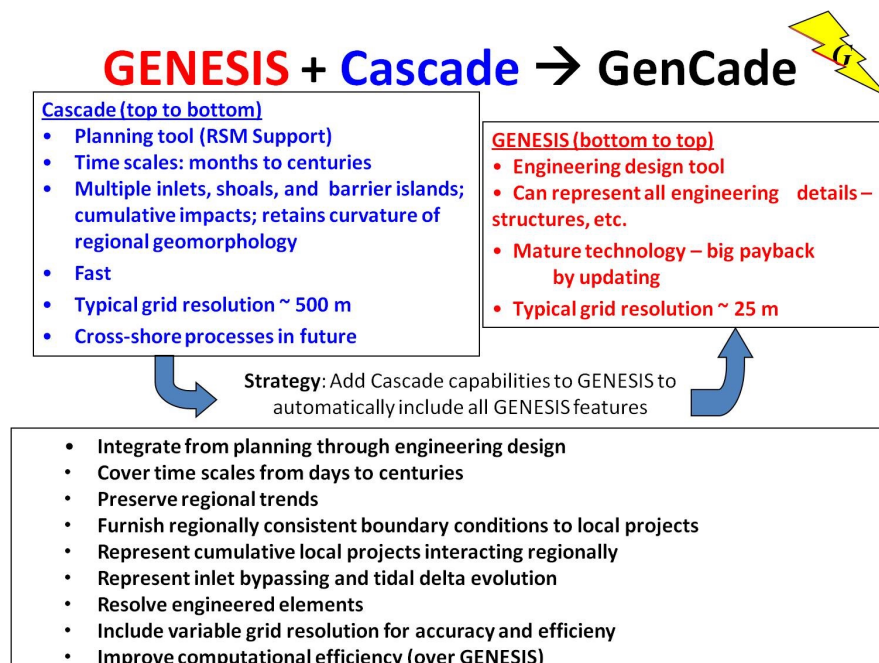 GENESIS + Cascade → GenCade
G
Cascade (top to bottom)
• Planning tool (RSM Support)
• Time scales: months to centuries
• Multiple inlets, shoals, and barrier islands;
cumulative impacts; retains curvature of
regional geomorphology
• Fast
• Typical grid resolution ~ 500 m
• Cross-shore processes in future
GENESIS (bottom to top)
• Engineering design tool
• Can represent all engineering details –
structures, etc.
• Mature technology – big payback
by updating
• Typical grid resolution ~ 25 m
Strategy: Add Cascade capabilities to GENESIS to
automatically include all GENESIS features
• Integrate from planning through engineering design
• Cover time scales from days to centuries
• Preserve regional trends
• Furnish regionally consistent boundary conditions to local projects
• Represent cumulative local projects interacting regionally
• Represent inlet bypassing and tidal delta evolution
• Resolve engineered elements
• Include variable grid resolution for accuracy and efficieny
• Improve computational efficiency (over GENESIS)